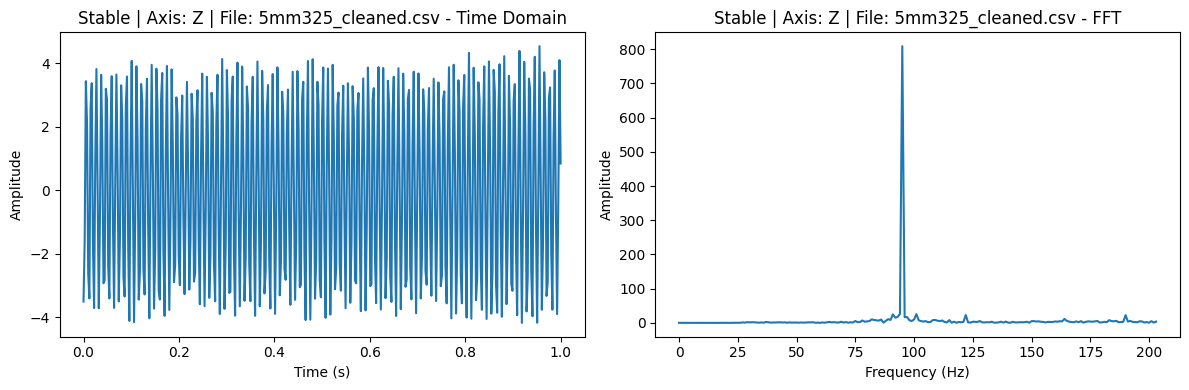 Stable | Axis: Z | File: 5mm325_cleaned.csv - Time Domain
4
2
0
−2
−4
Amplitude
0.0 0.2 0.4 0.6 0.8 1.0
Time (s)
Stable | Axis: Z | File: 5mm325_cleaned.csv - FFT
800
700
600
500
400
300
200
100
0
Amplitude
0 25 50 75 100 125 150 175 200
Frequency (Hz)